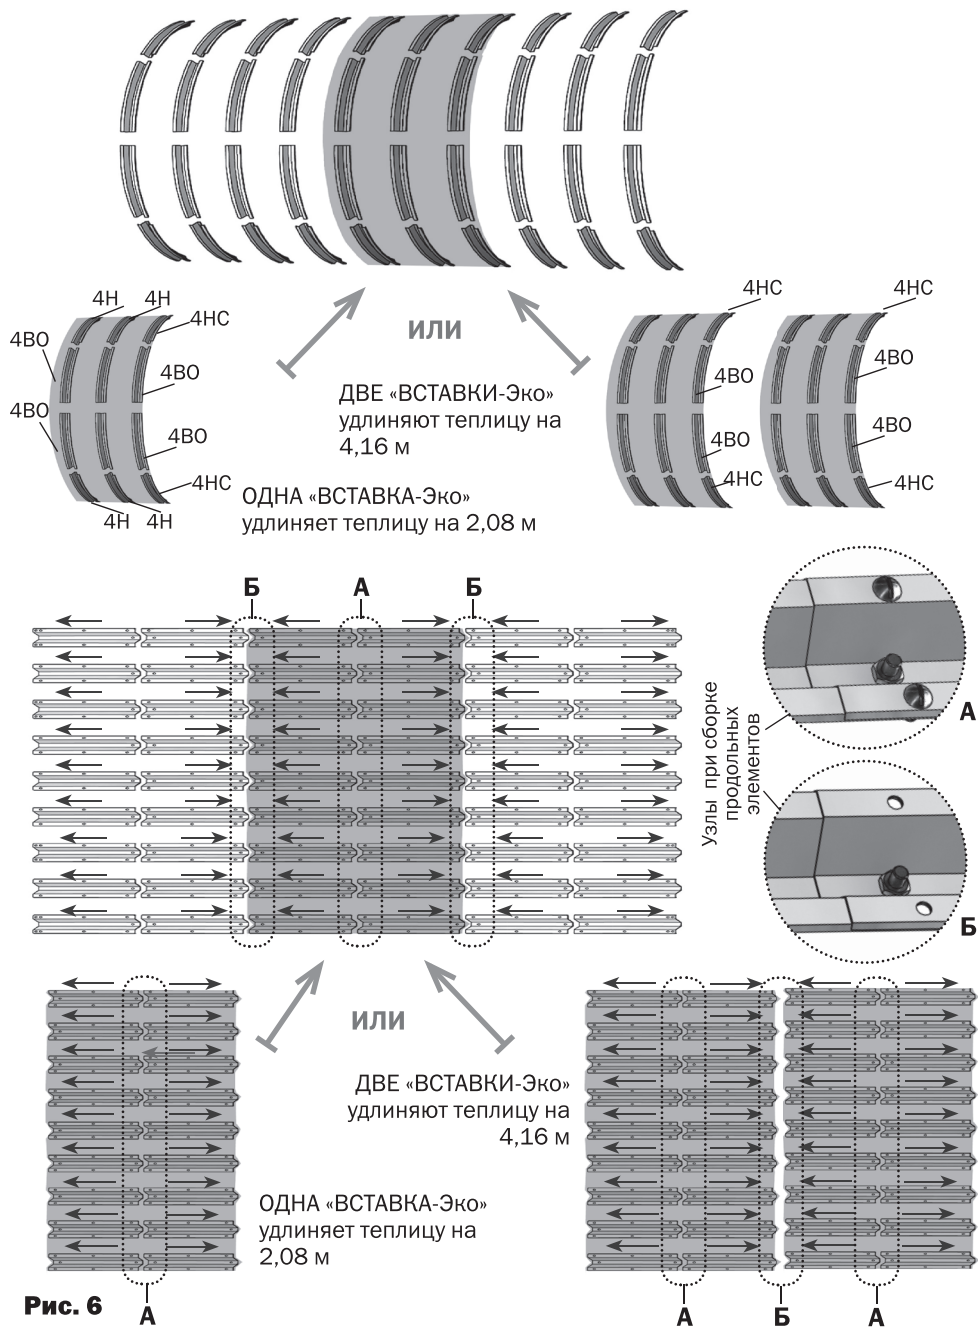 4Н 4Н
4НС
4ВО
4ВО
4ВО
4ВО
4НС
4Н 4Н
ИЛИ
ДВЕ «ВСТАВКИ-Эко»
удлиняют теплицу на
4,16 м
ОДНА «ВСТАВКА-Эко»
удлиняет теплицу на 2,08 м
4НС
4ВО
4ВО
4НС
4НС
4ВО
4ВО
4НС
Б А Б
Узлы при сборке
продольных
элементов
А
Б
ИЛИ
ДВЕ «ВСТАВКИ-Эко»
удлиняют теплицу на
4,16 м
ОДНА «ВСТАВКА-Эко»
удлиняет теплицу на
2,08 м
Рис. 6
А
А Б А